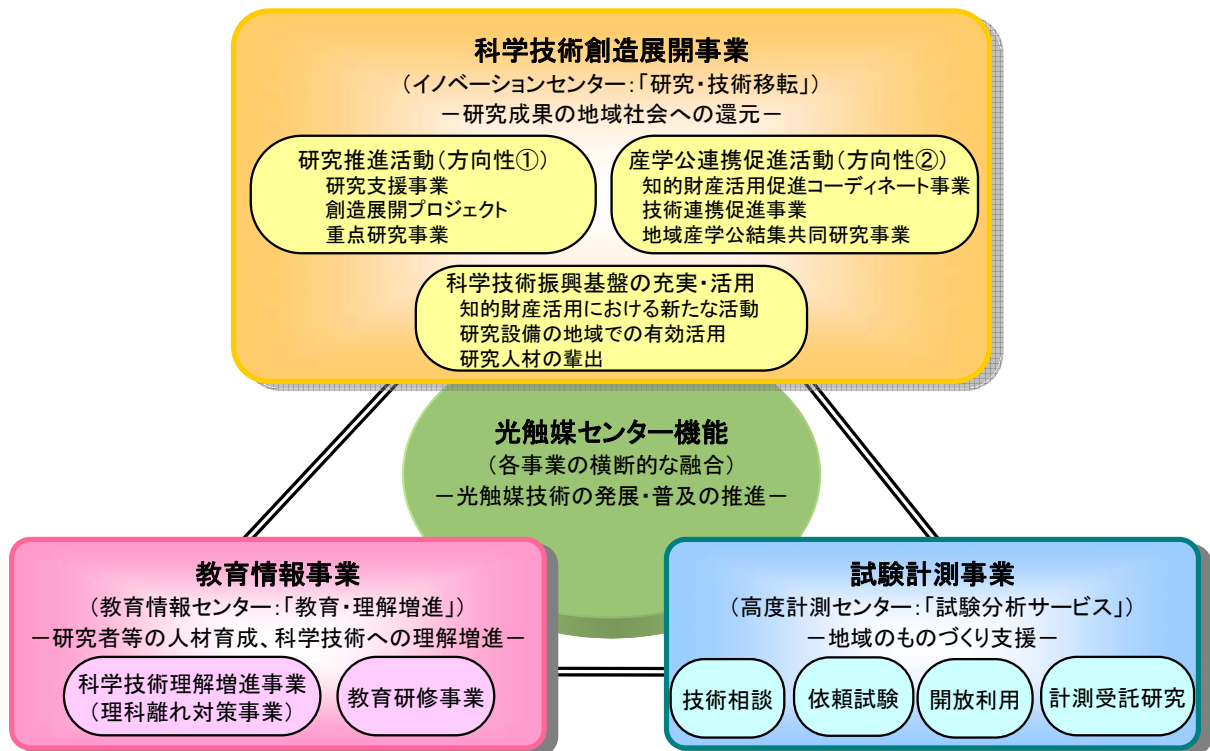 科学技術創造展開事業
（イノベーションセンター：「研究・技術移転」）
－研究成果の地域社会への還元－
研究推進活動（方向性①）
研究支援事業
創造展開プロジェクト
重点研究事業
産学公連携促進活動（方向性②）
知的財産活用促進コーディネート事業
技術連携促進事業
地域産学公結集共同研究事業
科学技術振興基盤の充実・活用
知的財産活用における新たな活動
研究設備の地域での有効活用
研究人材の輩出
光触媒センター機能
（各事業の横断的な融合）
－光触媒技術の発展・普及の推進－
教育情報事業
（教育情報センター：「教育・理解増進」）
－研究者等の人材育成、科学技術への理解増進－
科学技術理解増進事業
（理科離れ対策事業）
教育研修事業
試験計測事業
（高度計測センター：「試験分析サービス」）
－地域のものづくり支援－
技術相談
依頼試験
開放利用
計測受託研究